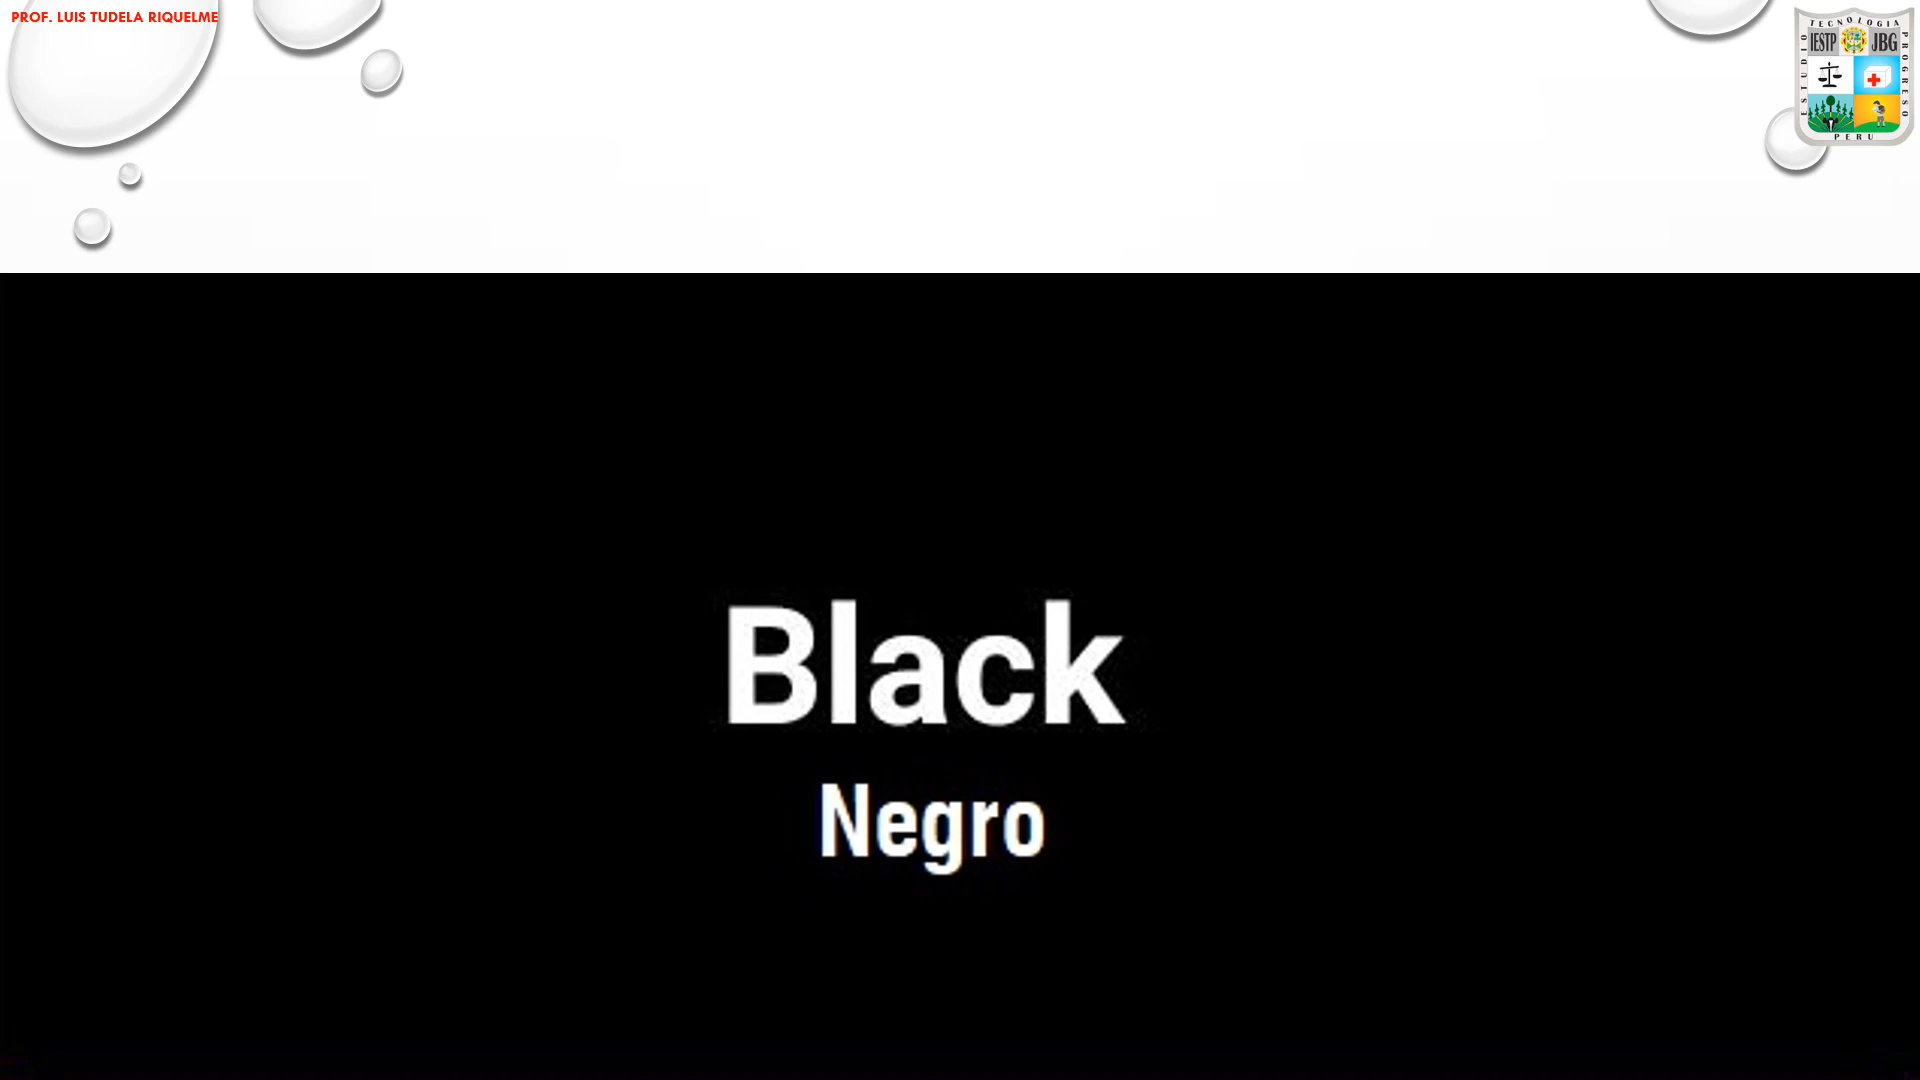 PROF. LUIS TUDELA RIQUELME
TECNOLOGIA
ESTUDIO
IESTP
JBG
PROGRESO
PERU
Black
Negro